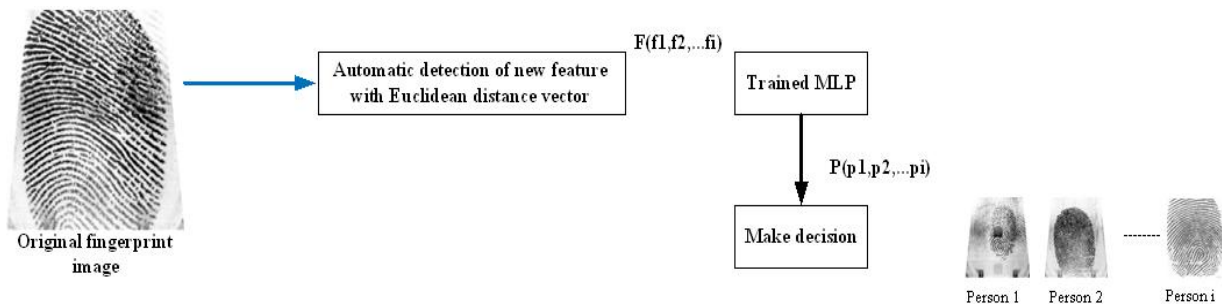 F(f1,f2,...fi)
Automatic detection of new feature
with Euclidean distance vector
Trained MLP
P(p1,p2,...pi)
Make decision
Original fingerprint
image
Person 1
Person 2
Person i